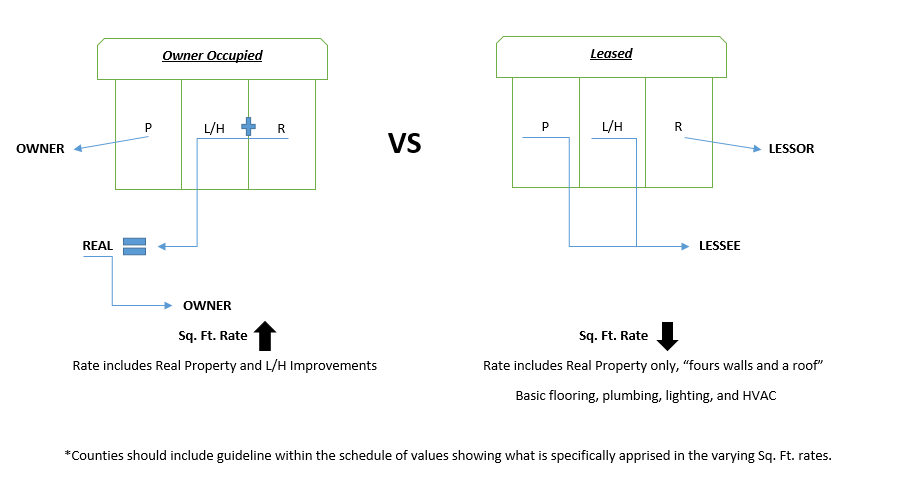 Owner Occupied
P
L/H
R
OWNER
REAL
OWNER
Sq. Ft. Rate
Rate includes Real Property and L/H Improvements
VS
Leased
P
L/H
R
LESSOR
LESSEE
Sq. Ft. Rate
Rate includes Real Property only, “fours walls and a roof”
Basic flooring, plumbing, lighting, and HVAC
*Counties should include guideline within the schedule of values showing what is specifically apprised in the varying Sq. Ft. rates.